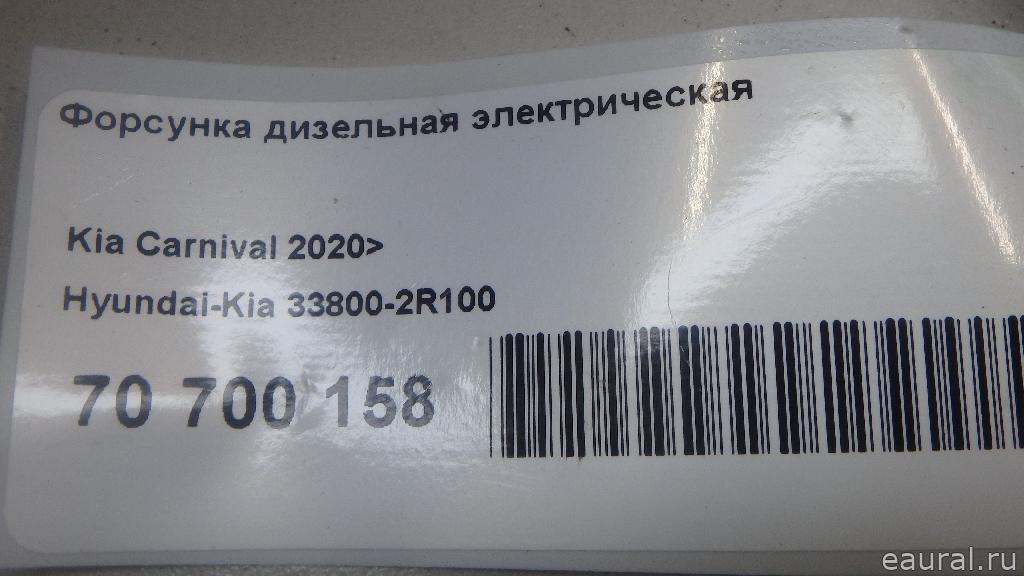 Форсунка дизельная электрическая
Kia Carnival 2020>
Hyundai-Kia 33800-2R100
70 700 158
eaural.ru